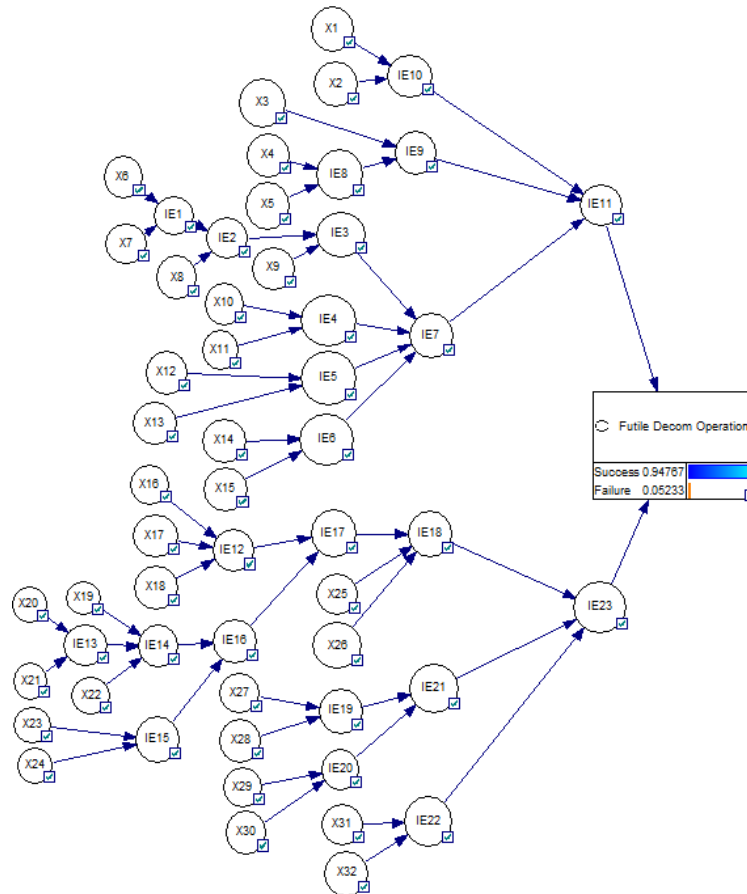 X1
X2
IE10
X3
X4
IE9
X5
IE8
X6
X7
IE1
IE2
IE3
IE11
X8
X9
X10
IE4
IE7
X11
X12
IE5
X13
X14
IE6
X15
Futile Decom Operation
Success 0.94767
Failure 0.05233
X16
X17
IE12
IE17
IE18
X18
X25
X26
X20
X19
IE13
IE14
IE16
IE23
X21
X22
X23
IE15
X24
X27
IE19
IE21
X28
X29
IE20
X30
X31
IE22
X32